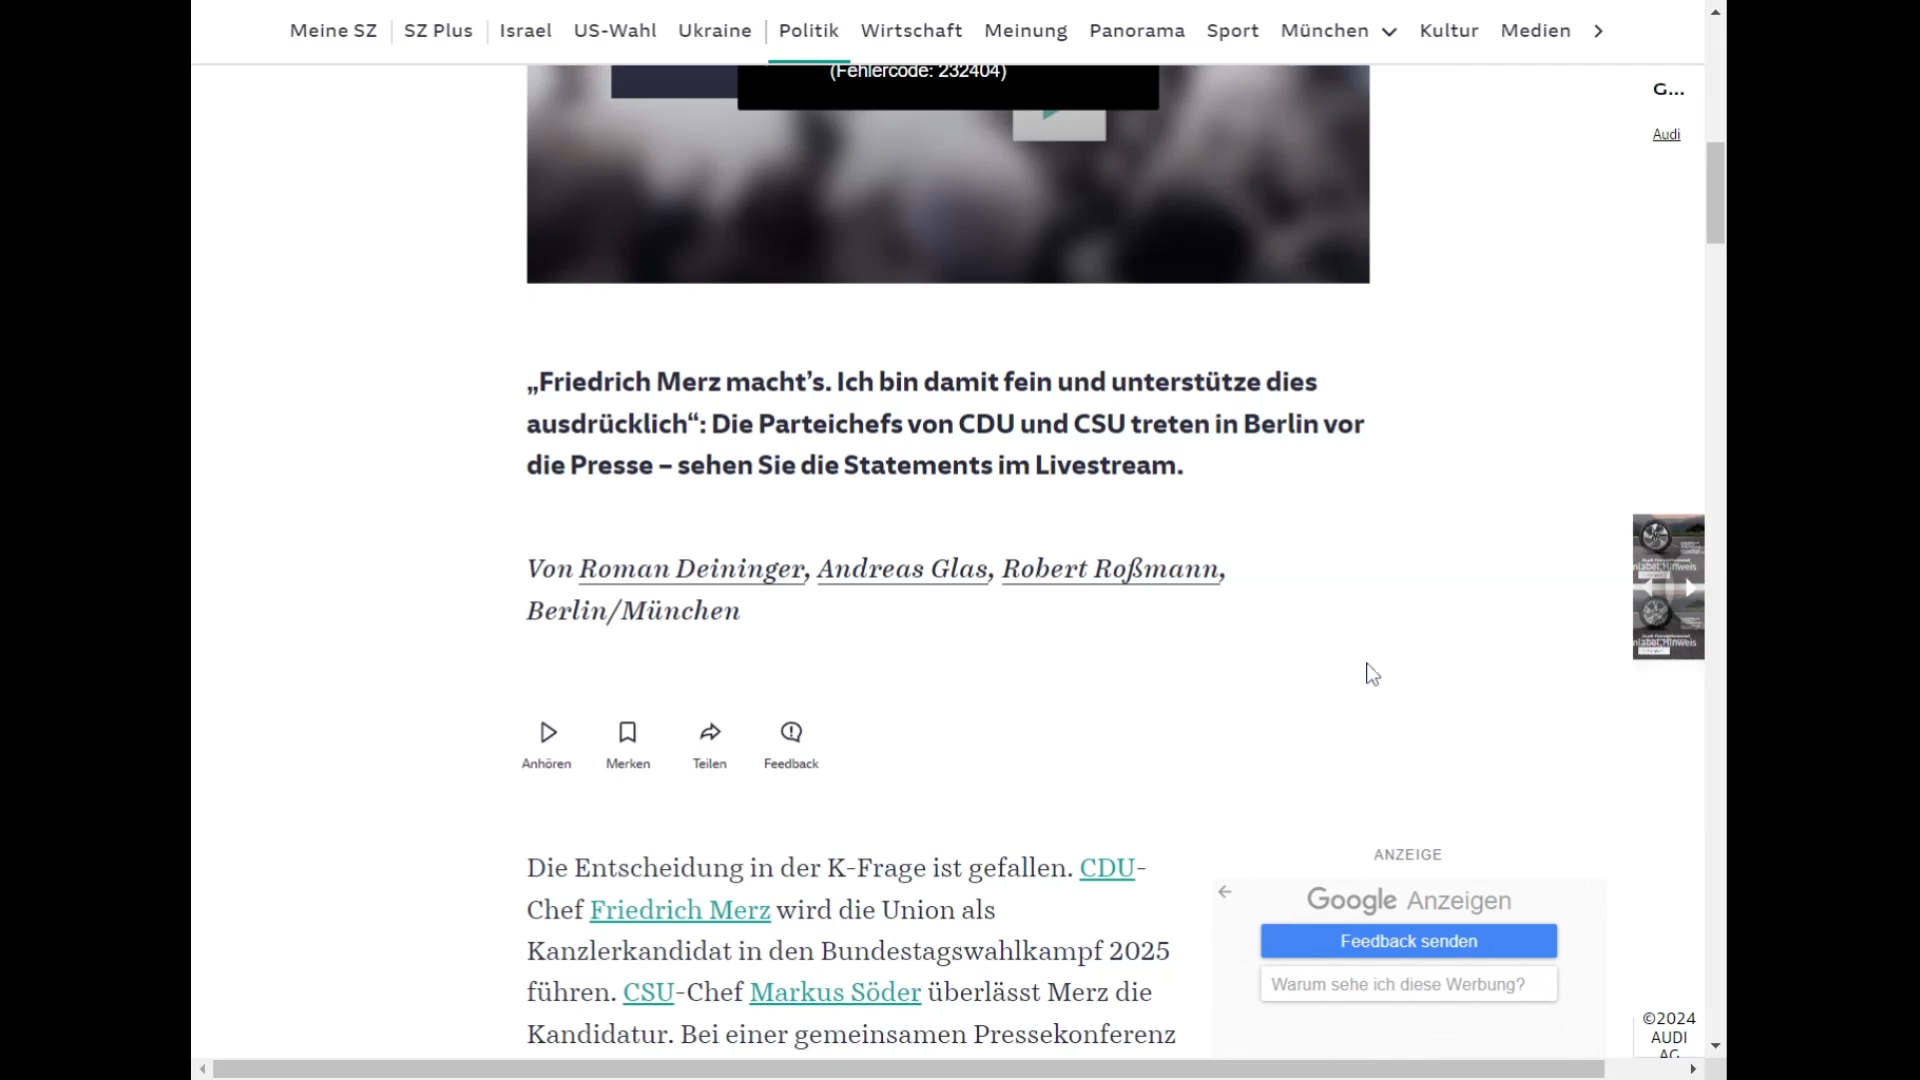 Meine SZ SZ Plus Israel US-Wahl Ukraine Politik Wirtschaft Meinung Panorama Sport München Kultur Medien
(Fehlercode: 232404)
G...
Audi
„Friedrich Merz macht’s. Ich bin damit fein und unterstütze dies
ausdrücklich“: Die Parteichefs von CDU und CSU treten in Berlin vor
die Presse – sehen Sie die Statements im Livestream.
Von Roman Deininger, Andreas Glas, Robert Roßmann,
Berlin/München
Anhören Merken Teilen Feedback
Die Entscheidung in der K-Frage ist gefallen. CDU-
Chef Friedrich Merz wird die Union als
Kanzlerkandidat in den Bundestagswahlkampf 2025
führen. CSU-Chef Markus Söder überlässt Merz die
Kandidatur. Bei einer gemeinsamen Pressekonferenz
ANZEIGE
Google Anzeigen
Feedback senden
Warum sehe ich diese Werbung?
nlabel, Hinweis
nlabel, Hinweis
©2024
AUDI
AG